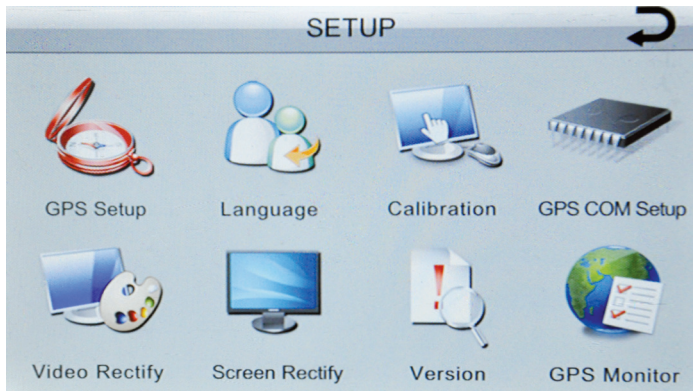 SETUP
GPS Setup Language Calibration GPS COM Setup
Video Rectify Screen Rectify Version GPS Monitor